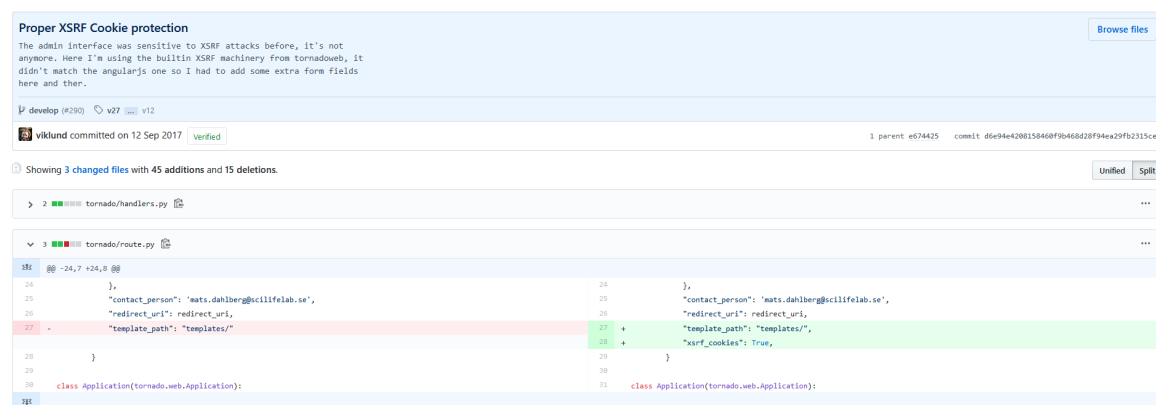 Proper XSRF Cookie protection
Browse files
The admin interface was sensitive to XSRF attacks before, it's not
anymore. Here I'm using the builtin XSRF machinery from tornadoweb, it
didn't match the angularjs one so I had to add some extra form fields
here and ther.
develop (#290) v27 ... v12
viklund committed on 12 Sep 2017 Verified
1 parent e674425 commit d6e94e4208158460f9b468d28f94ea29fb2315ce
Showing 3 changed files with 45 additions and 15 deletions.
Unified Split
2 tornado/handlers.py
3 tornado/route.py
@@ -24,7 +24,8 @@
24 }, 24 },
25 "contact_person": 'mats.dahlberg@scilifelab.se', 25 "contact_person": 'mats.dahlberg@scilifelab.se',
26 "redirect_uri": redirect_uri, 26 "redirect_uri": redirect_uri,
27 - "template_path": "templates/" 27 + "template_path": "templates/",
28 + "xsrf_cookies": True,
28 } 29 }
29 30
30 class Application(tornado.web.Application): 31 class Application(tornado.web.Application):